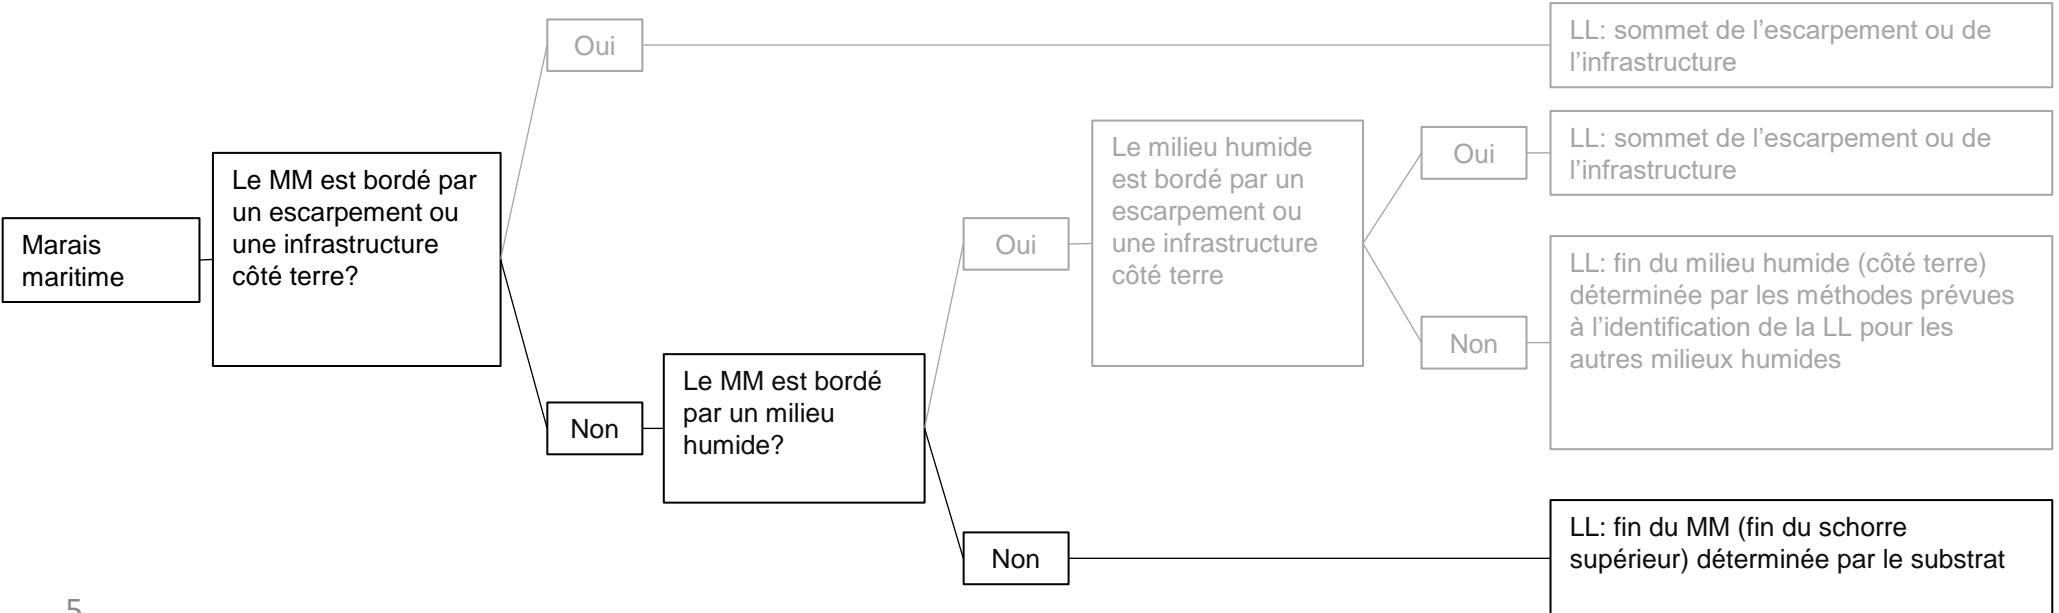 Marais
maritime
Le MM est bordé par
un escarpement ou
une infrastructure
côté terre?
Oui
LL: sommet de l'escarpement ou de
l'infrastructure
Non
Le MM est bordé
par un milieu
humide?
Oui
Le milieu humide
est bordé par un
escarpement ou
une infrastructure
côté terre
Oui
LL: sommet de l'escarpement ou de
l'infrastructure
Non
LL: fin du milieu humide (côté terre)
déterminée par les méthodes prévues
à l'identification de la LL pour les
autres milieux humides
Non
LL: fin du MM (fin du schorre
supérieur) déterminée par le substrat
5